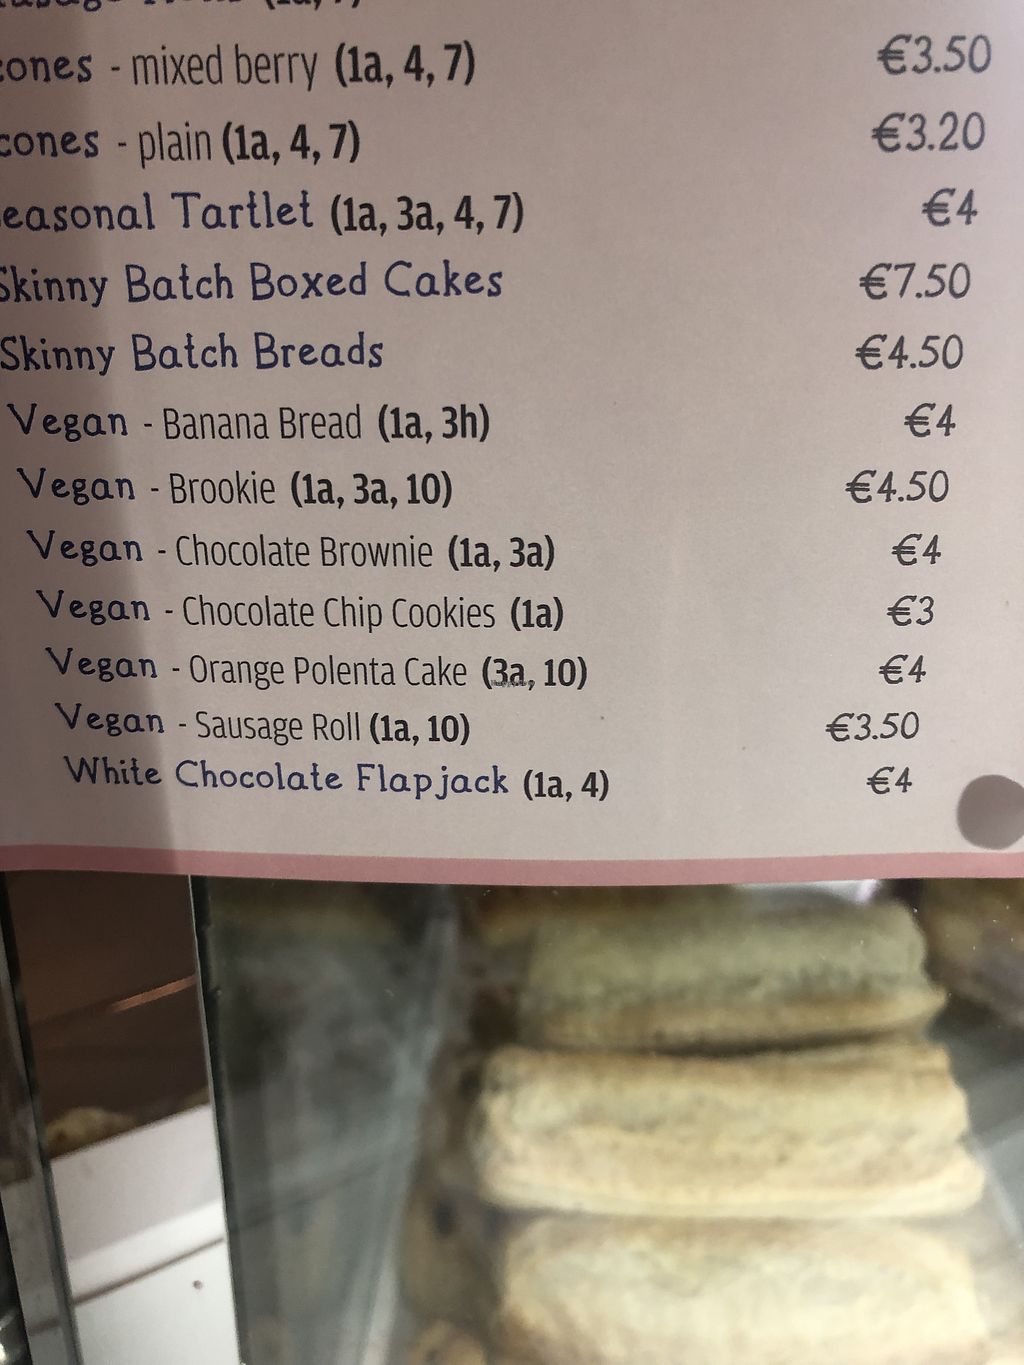 cones - mixed berry (1a, 4, 7) €3.50
cones - plain (1a, 4, 7) €3.20
easonal Tartlet (1a, 3a, 4, 7) €4
Skinny Batch Boxed Cakes €7.50
Skinny Batch Breads €4.50
Vegan - Banana Bread (1a, 3h) €4
Vegan - Brookie (1a, 3a, 10) €4.50
Vegan - Chocolate Brownie (1a, 3a) €4
Vegan - Chocolate Chip Cookies (1a) €3
Vegan - Orange Polenta Cake (3a, 10) €4
Vegan - Sausage Roll (1a, 10) €3.50
White Chocolate Flapjack (1a, 4) €4